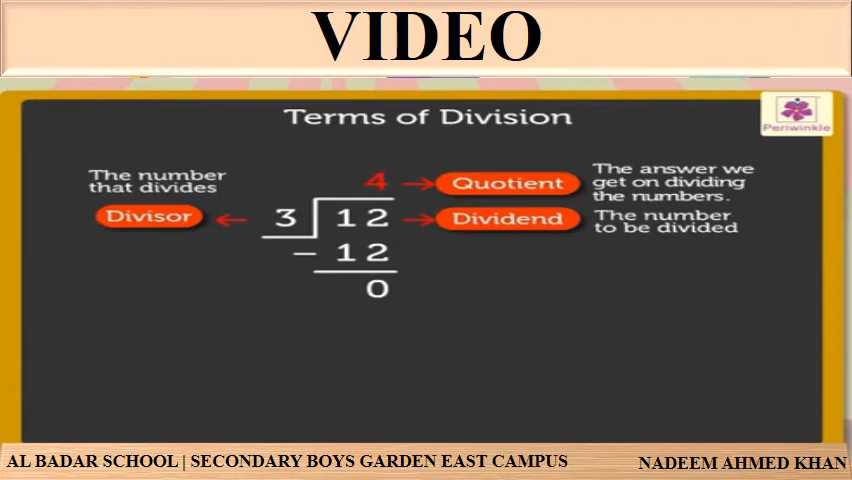 VIDEO
Terms of Division
Periwinkle
The number
that divides
4
Quotient
The answer we
get on dividing
the numbers.
Divisor
3 12
Dividend
The number
to be divided
– 12
0
AL BADAR SCHOOL | SECONDARY BOYS GARDEN EAST CAMPUS
NADEEM AHMED KHAN